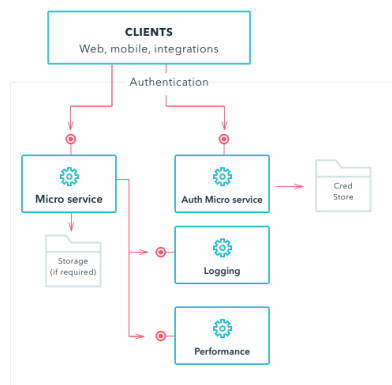 CLIENTS
Web, mobile, integrations
Authentication
Micro service
Auth Micro service
Cred
Store
Storage
(if required)
Logging
Performance